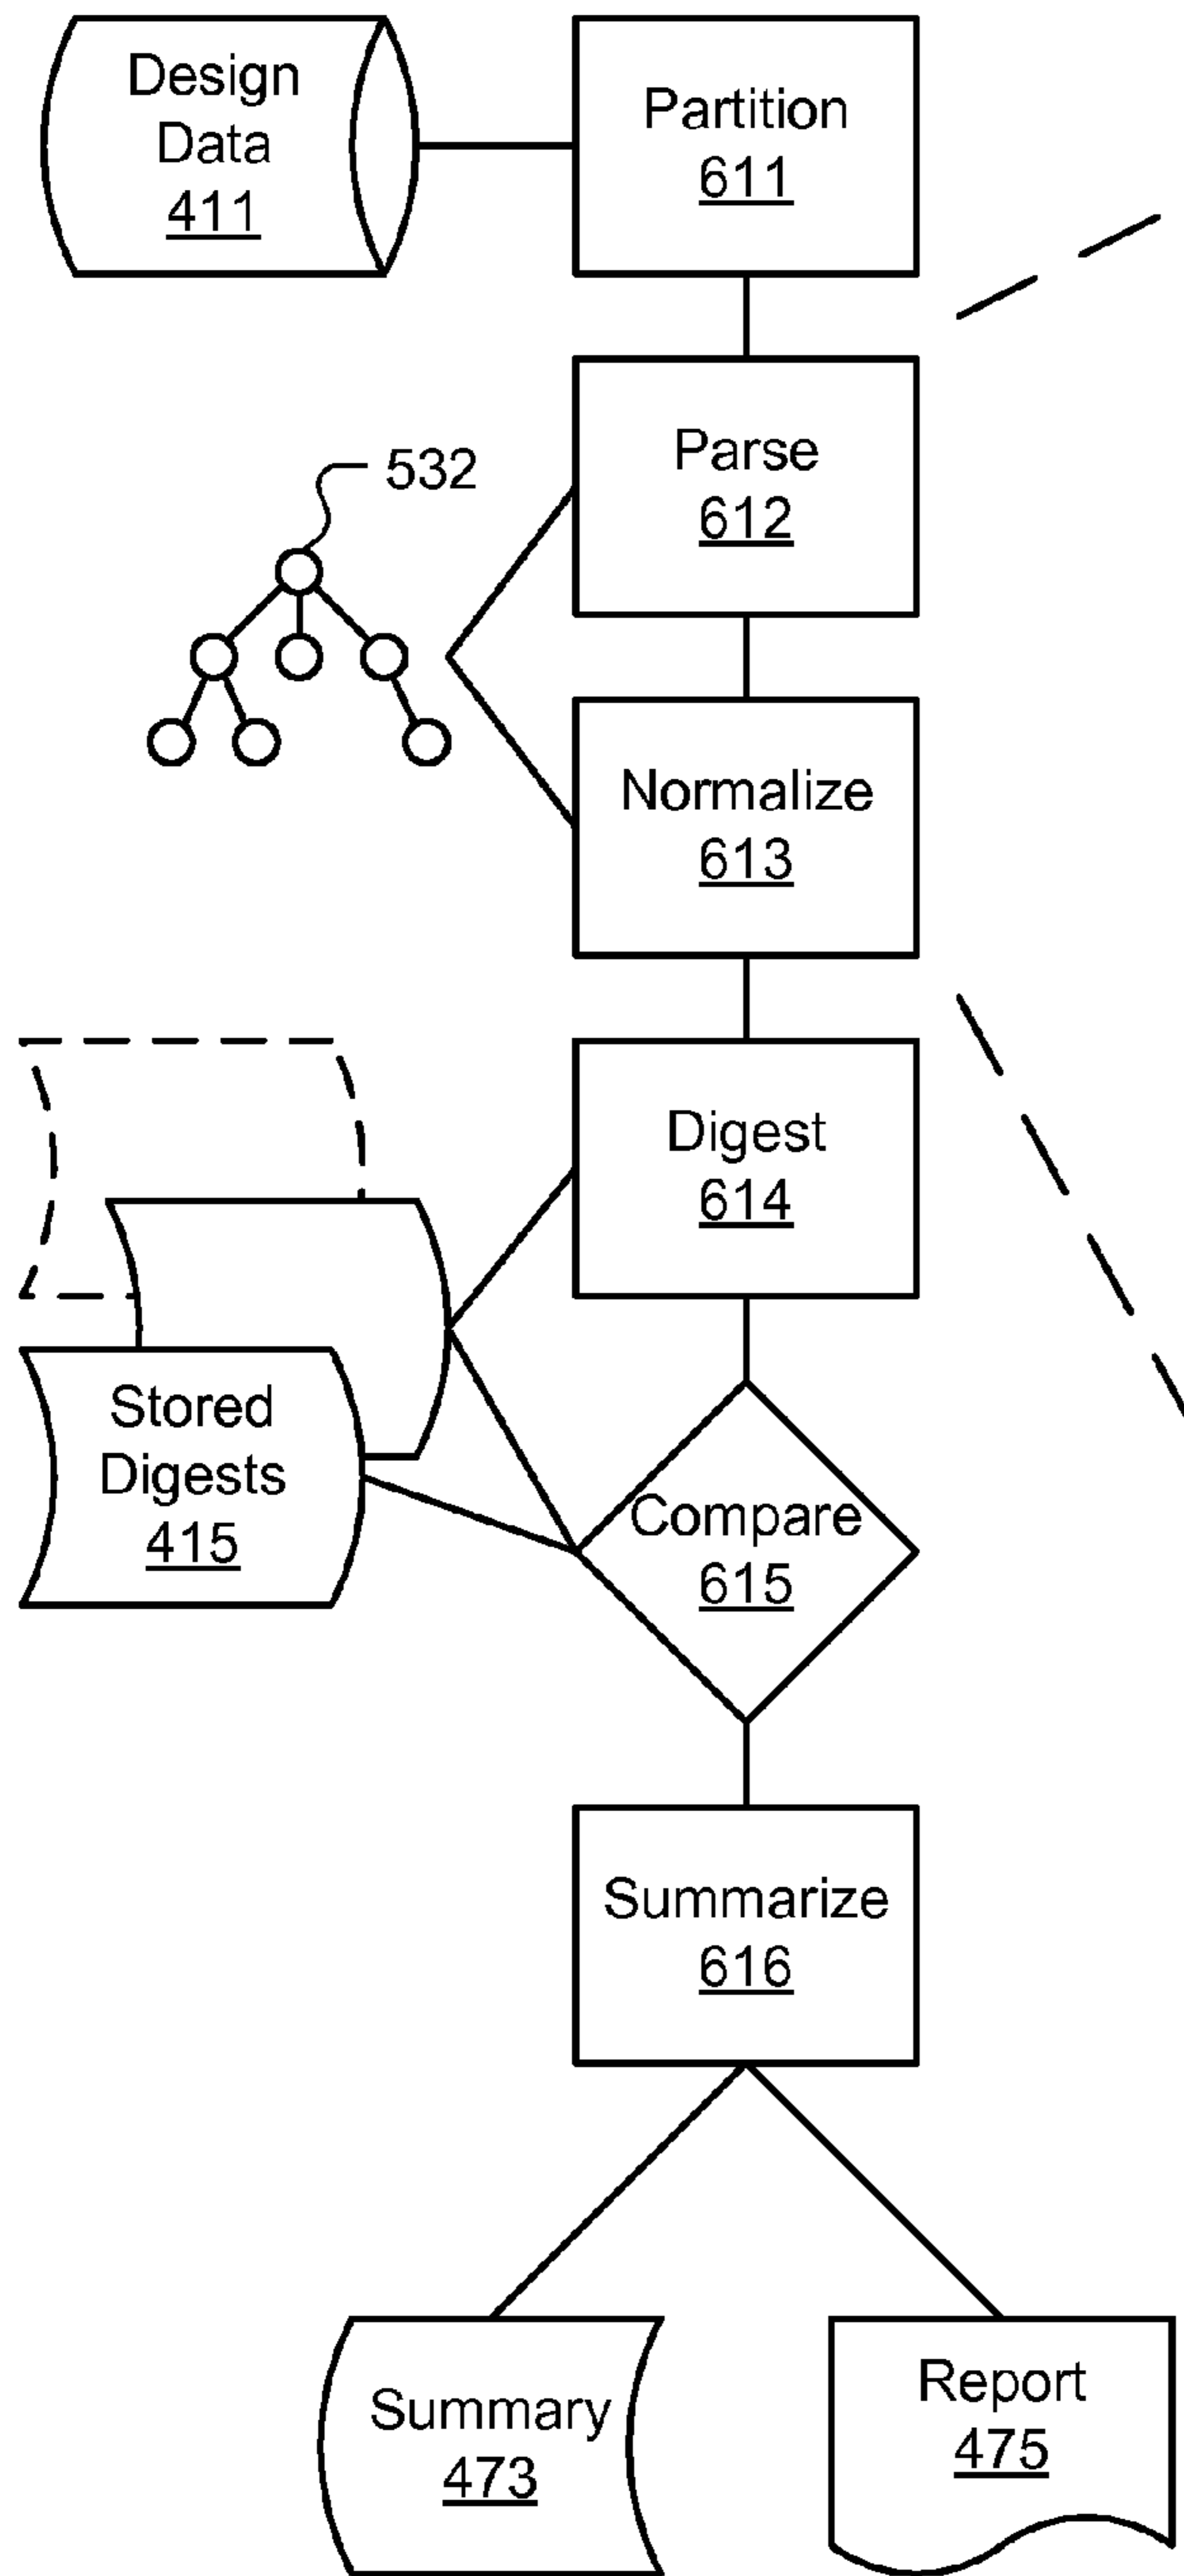 Design
Data
411
Partition
611
Parse
612
532
Normalize
613
Digest
614
Stored
Digests
415
Compare
615
Summarize
616
Summary
473
Report
475